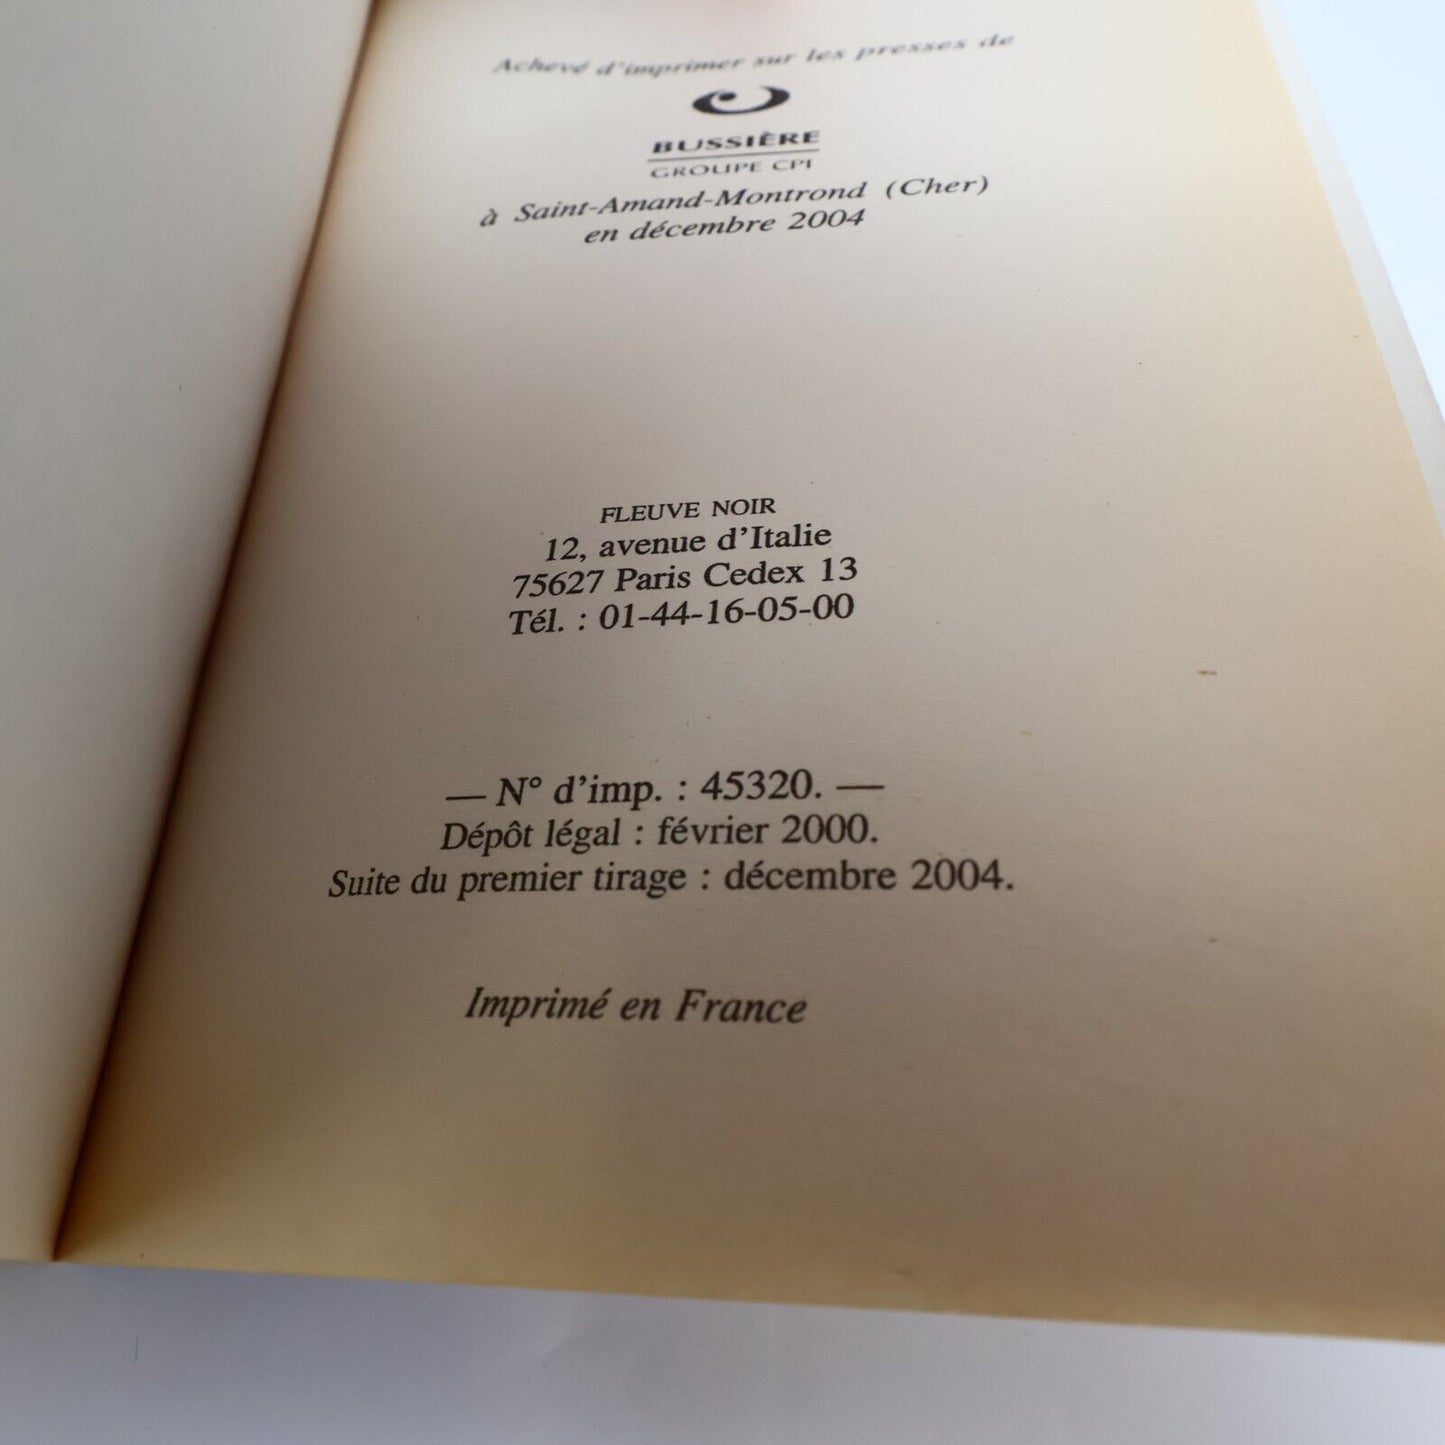 Achevé d'imprimer sur les presses de
BUSSIÈRE
GROUPE CPI
à Saint-Amand-Montrond (Cher)
en décembre 2004
FLEUVE NOIR
12, avenue d'Italie
75627 Paris Cedex 13
Tél. : 01-44-16-05-00
— N° d'imp. : 45320. —
Dépôt légal : février 2000.
Suite du premier tirage : décembre 2004.
Imprimé en France